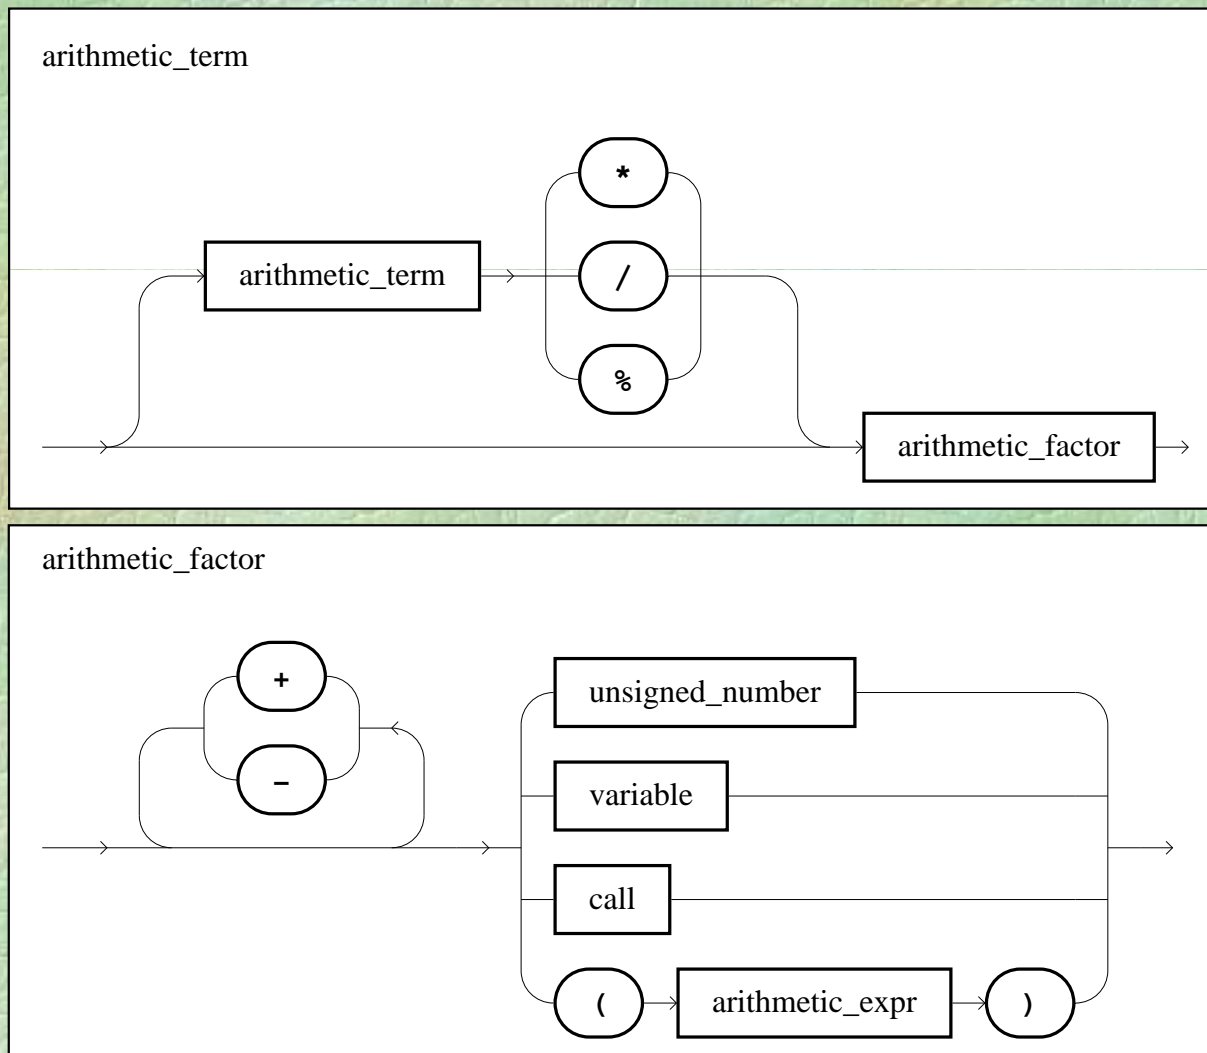 arithmetic_term
*
arithmetic_term
/
%
arithmetic_factor
arithmetic_factor
+
−
unsigned_number
variable
call
( arithmetic_expr )